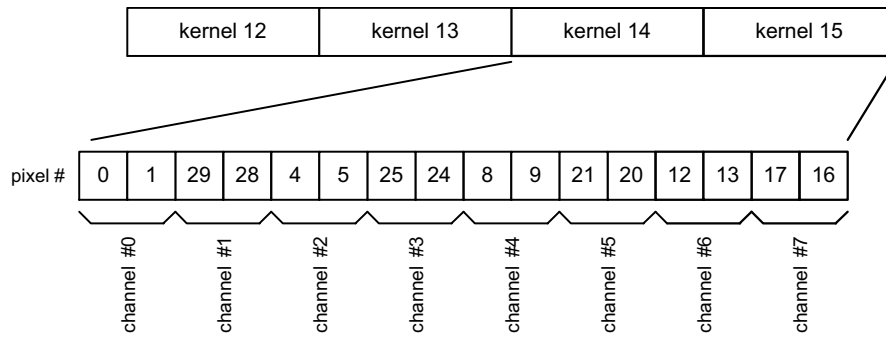 kernel 12 kernel 13 kernel 14 kernel 15
pixel # 0 1 29 28 4 5 25 24 8 9 21 20 12 13 17 16
channel #0
channel #1
channel #2
channel #3
channel #4
channel #5
channel #6
channel #7